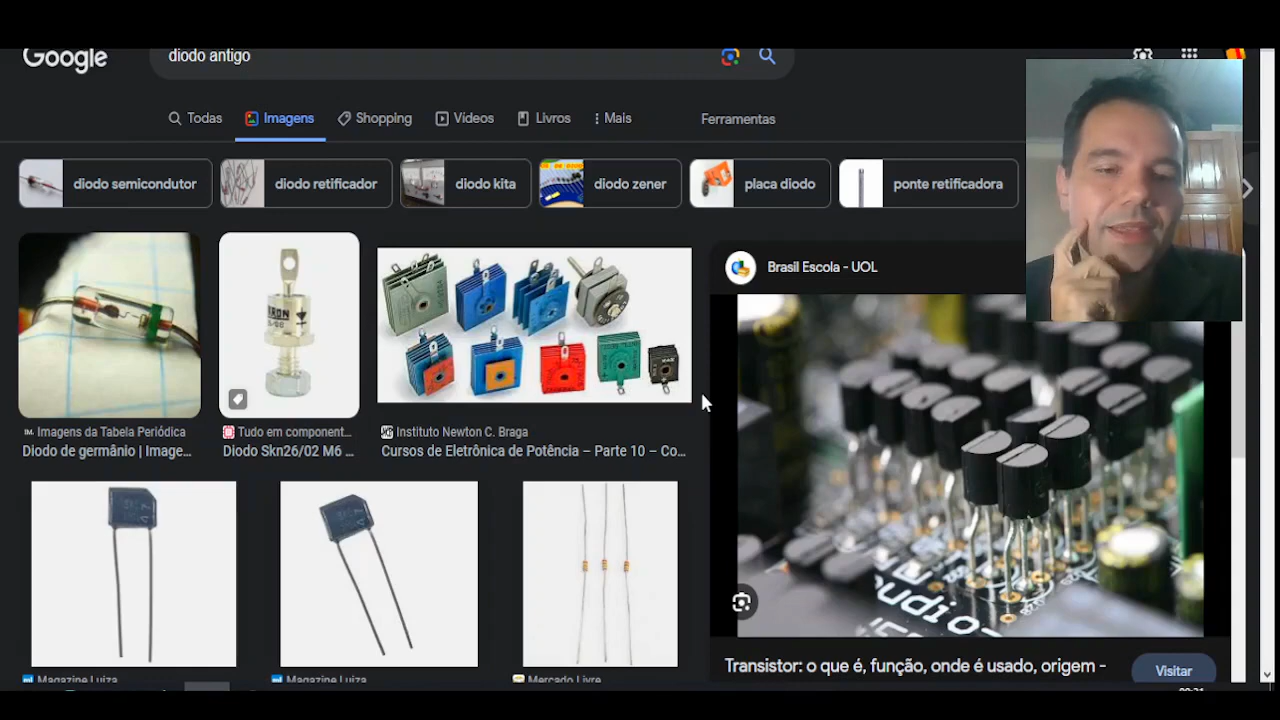 Google
diodo antigo
Todas
Imagens
Shopping
Vídeos
Livros
Mais
Ferramentas
diodo semicondutor
diodo retificador
diodo kita
diodo zener
placa diodo
ponte retificadora
Brasil Escola - UOL
Imagens da Tabela Periódica
Diodo de germânio | Image...
Tudo em component...
Diodo Skn26/02 M6 ...
Instituto Newton C. Braga
Cursos de Eletrônica de Potência – Parte 10 – Co...
Transistor: o que é, função, onde é usado, origem -
Visitar
Magazine Luiza
Magazine Luiza
Mercado Livre